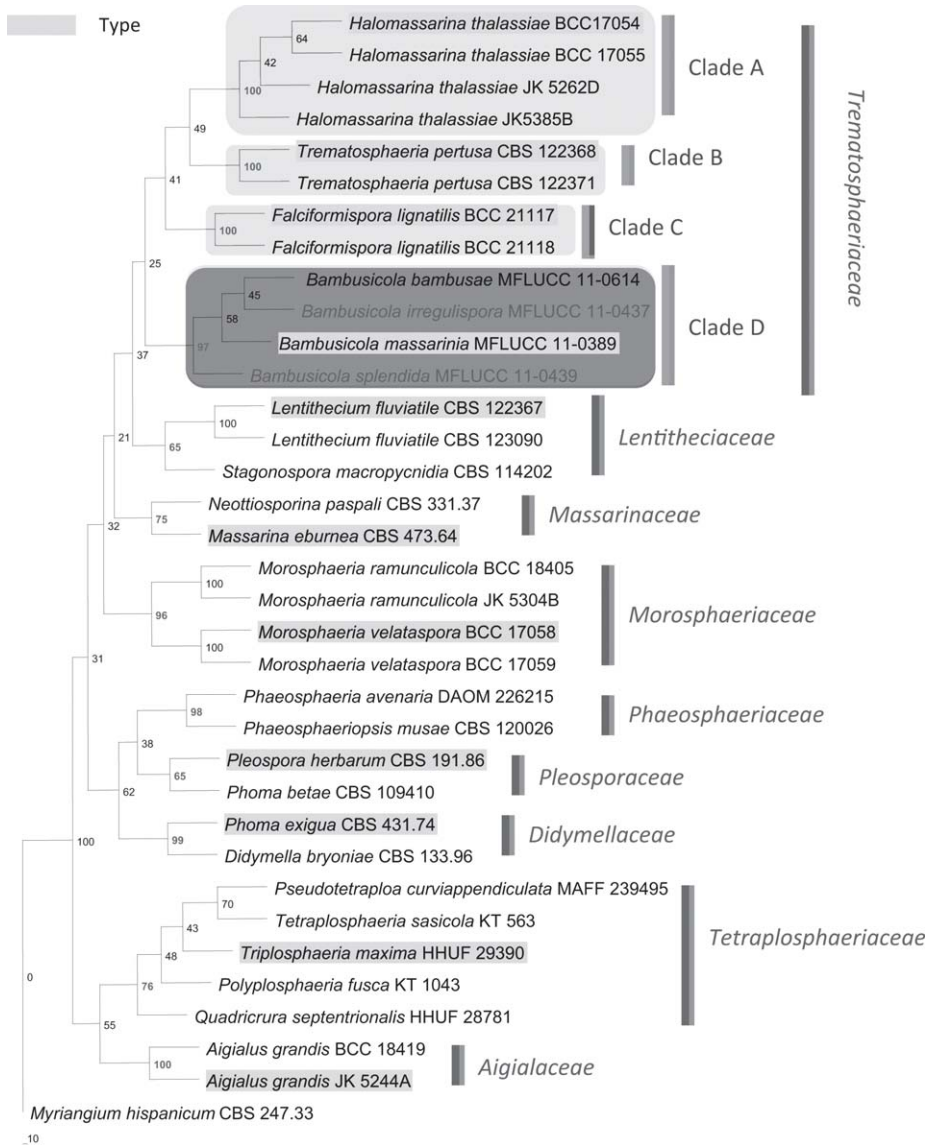 Type
Halomassarina thalassiae BCC17054
64
Halomassarina thalassiae BCC 17055
42
Clade A
Halomassarina thalassiae JK 5262D
100
Halomassarina thalassiae JK5385B
49
Trematosphaeria pertusa CBS 122368
100
Clade B
Trematosphaeria pertusa CBS 122371
41
Falciformispora lignatilis BCC 21117
100
Clade C
Falciformispora lignatilis BCC 21118
25
Bambusicola bambusae MFLUCC 11-0614
45
Bambusicola irregulispora MFLUCC 11-0437
58
Clade D
Bambusicola massarinia MFLUCC 11-0389
97
Bambusicola splendida MFLUCC 11-0439
Trematosphaeriaceae
37
Lentithecium fluviatile CBS 122367
100
Lentithecium fluviatile CBS 123090
Lentitheciaceae
21
65
Stagonospora macropycnidia CBS 114202
Neottiosporina paspali CBS 331.37
32
75
Massarinaceae
Massarina eburnea CBS 473.64
Morosphaeria ramunculicola BCC 18405
100
Morosphaeria ramunculicola JK 5304B
96
Morosphaeriaceae
Morosphaeria velataspora BCC 17058
100
Morosphaeria velataspora BCC 17059
31
Phaeosphaeria avenaria DAOM 226215
98
Phaeosphaeriaceae
Phaeosphaeriopsis musae CBS 120026
38
Pleospora herbarum CBS 191.86
65
Pleosporaceae
Phoma betae CBS 109410
62
Phoma exigua CBS 431.74
100
99
Didymellaceae
Didymella bryoniae CBS 133.96
Pseudotetraploa curviappendiculata MAFF 239495
70
Tetraplosphaeria sasicola KT 563
43
Tetraplosphaeriaceae
Triplosphaeria maxima HHUF 29390
48
0
Polyplosphaeria fusca KT 1043
76
Quadricrura septentrionalis HHUF 28781
55
Aigialus grandis BCC 18419
100
Aigialaceae
Aigialus grandis JK 5244A
Myriangium hispanicum CBS 247.33
10